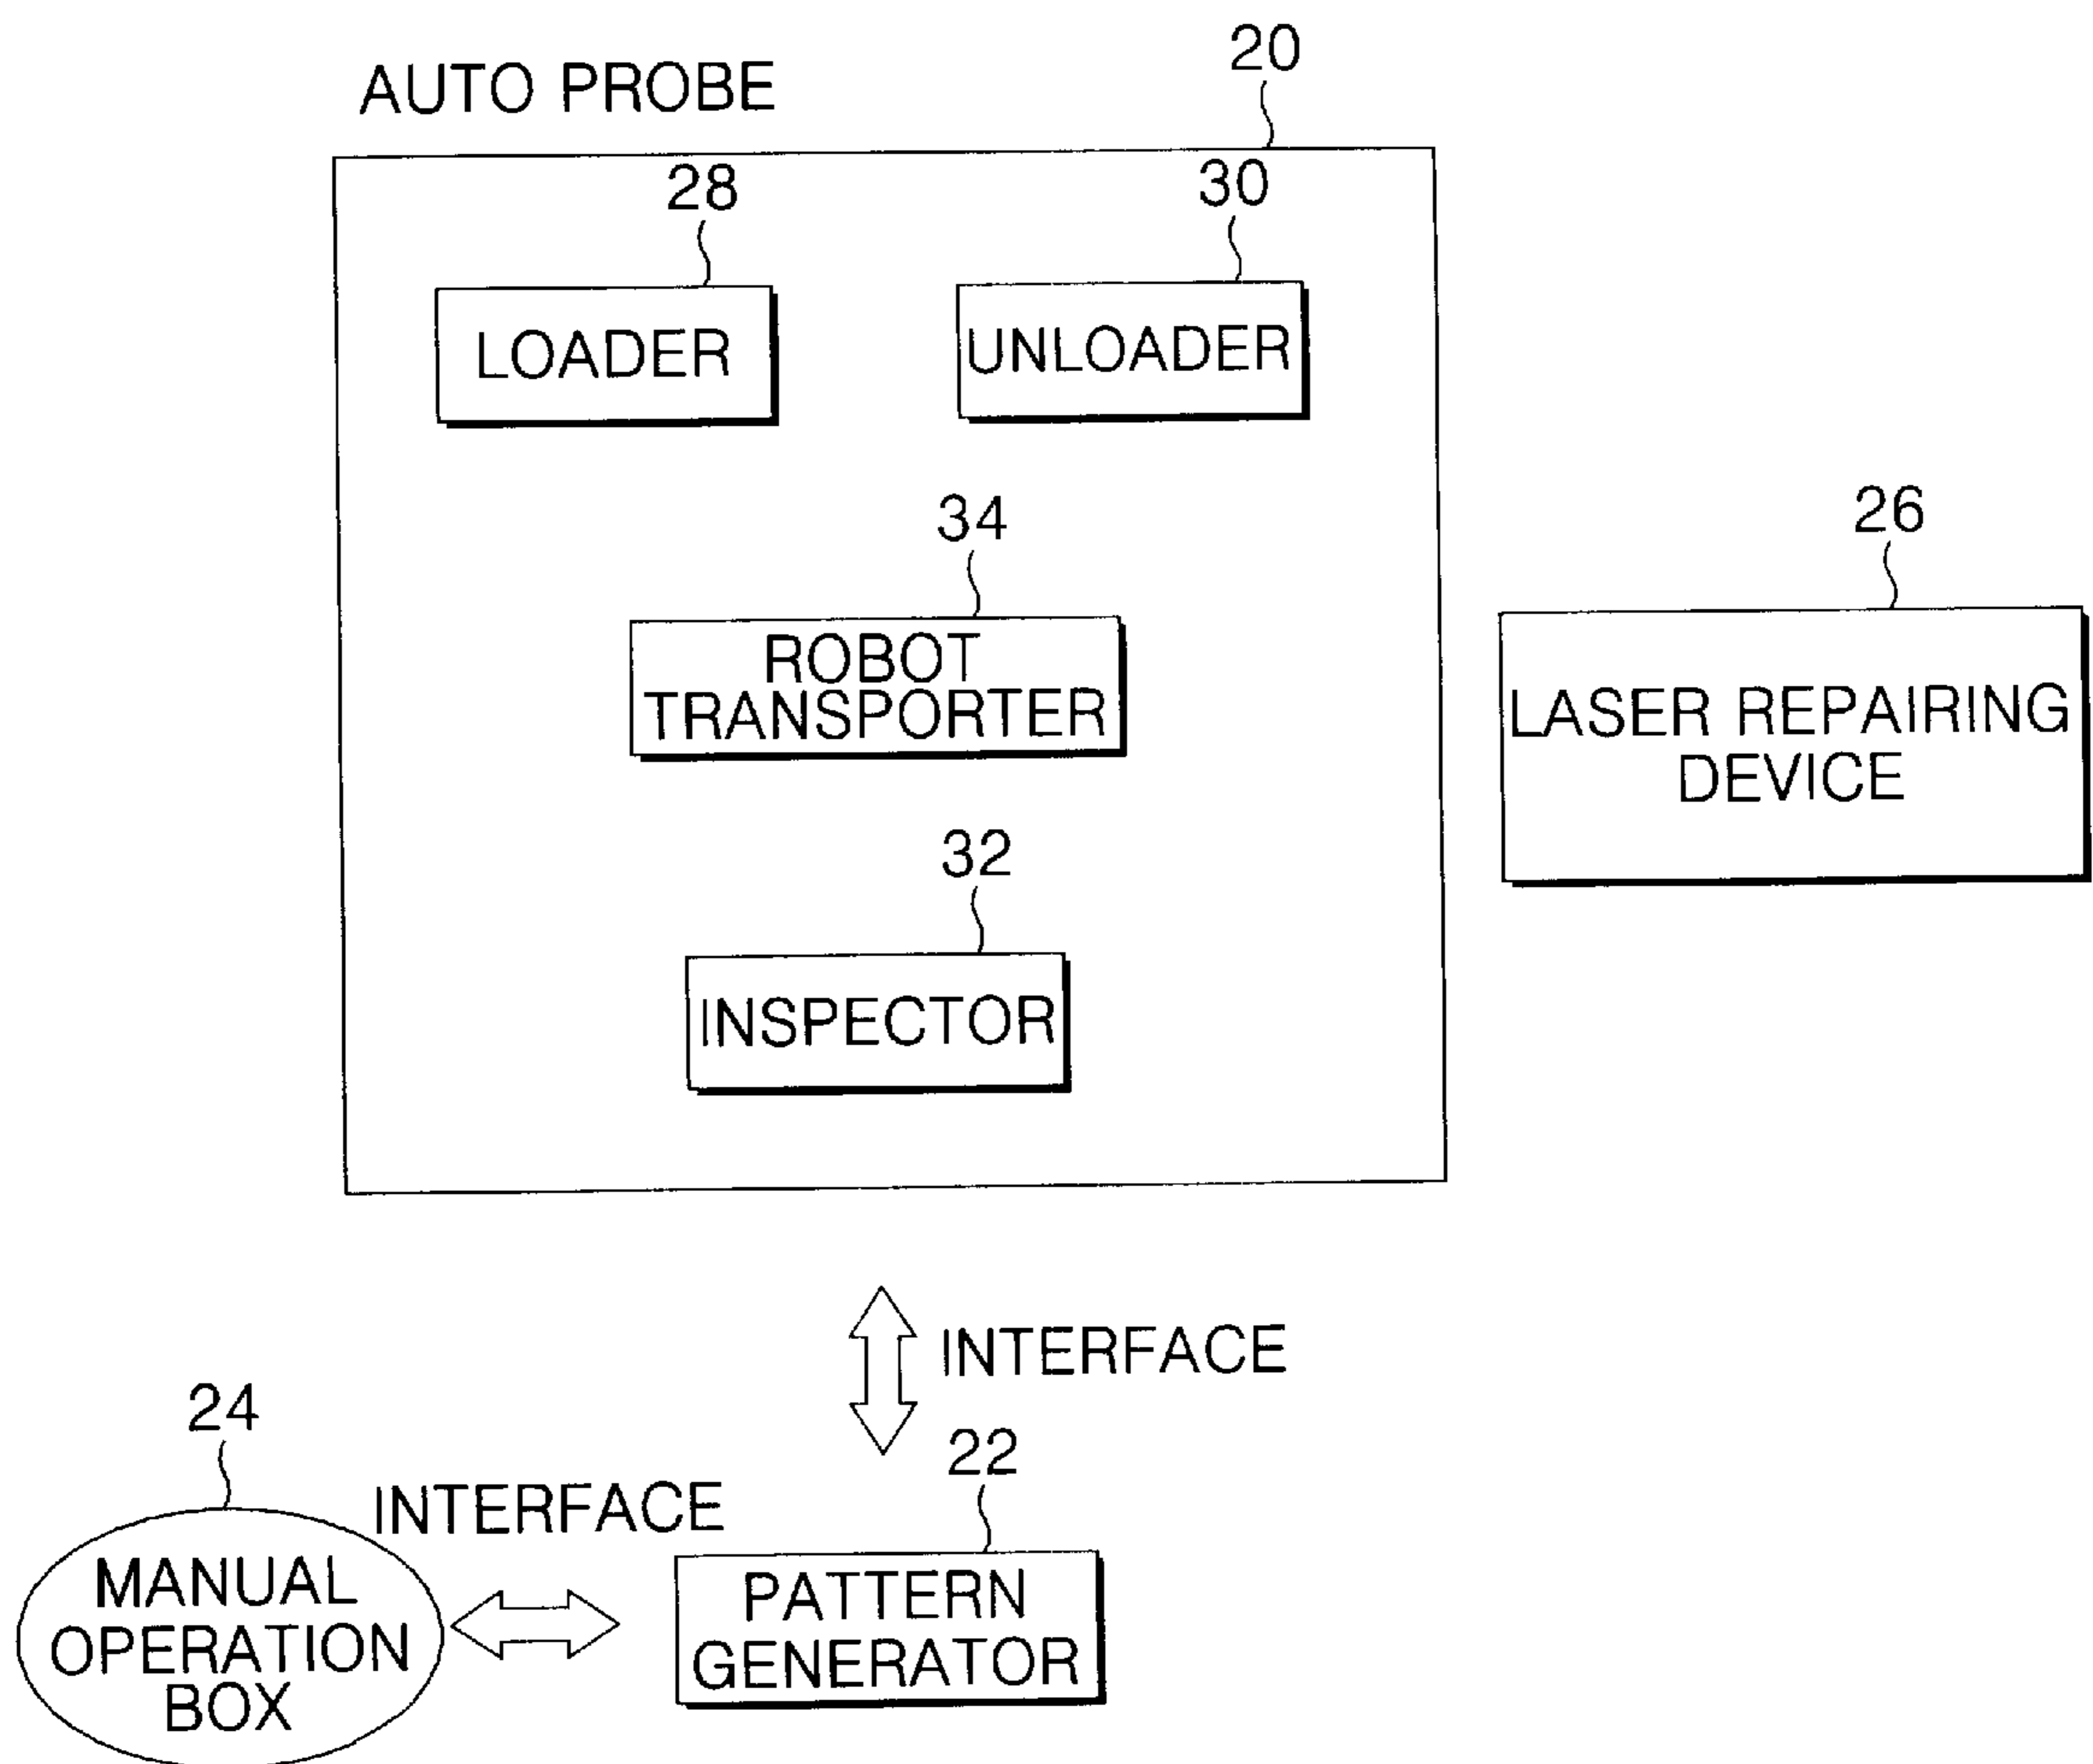 20
AUTO PROBE
28
30
LOADER
UNLOADER
34
26
ROBOT
TRANSPORTER
LASER REPAIRING
DEVICE
32
INSPECTOR
INTERFACE
24
22
INTERFACE
MANUAL
OPERATION
BOX
PATTERN
GENERATOR